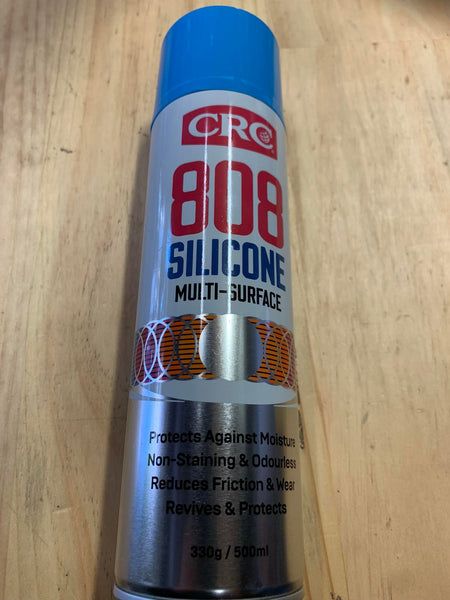 CRC
808
SILICONE
MULTI-SURFACE
Protects Against Moisture
Non-Staining & Odourless
Reduces Friction & Wear
Revives & Protects
330g / 500ml